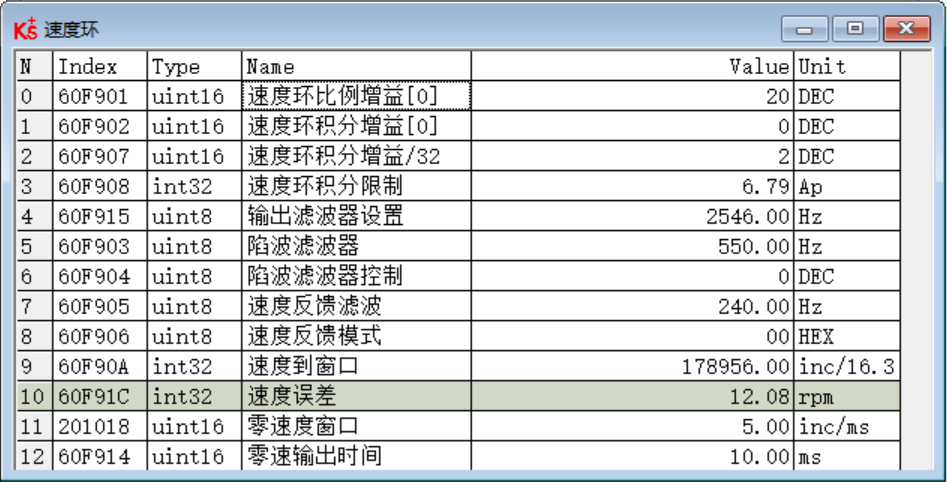 K5+ 速度环
N Index Type Name Value Unit
0 60F901 uint16 速度环比例增益[0] 20 DEC
1 60F902 uint16 速度环积分增益[0] 0 DEC
2 60F907 uint16 速度环积分增益/32 2 DEC
3 60F908 int32 速度环积分限制 6.79 Ap
4 60F915 uint8 输出滤波器设置 2546.00 Hz
5 60F903 uint8 陷波滤波器 550.00 Hz
6 60F904 uint8 陷波滤波器控制 0 DEC
7 60F905 uint8 速度反馈滤波 240.00 Hz
8 60F906 uint8 速度反馈模式 00 HEX
9 60F90A int32 速度到窗口 178956.00 inc/16.3
10 60F91C int32 速度误差 12.08 rpm
11 201018 uint16 零速度窗口 5.00 inc/ms
12 60F914 uint16 零速输出时间 10.00 ms